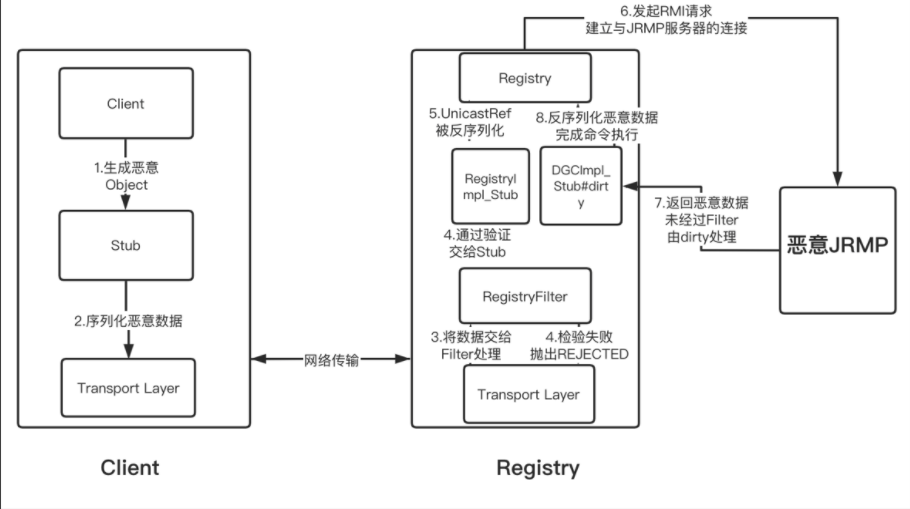 6.发起RMI请求
建立与JRMP服务器的连接
Client
1.生成恶意
Object
Stub
2.序列化恶意数据
Transport Layer
网络传输
Registry
5.UnicastRef
被反序列化
8.反序列化恶意数据
完成命令执行
RegistryI
mpl_Stub
DGCImpl_
Stub#dirt
y
4.通过验证
交给Stub
7.返回恶意数据
未经过Filter
由dirty处理
恶意JRMP
RegistryFilter
3.将数据交给
Filter处理
4.检验失败
抛出REJECTED
Transport Layer
Client
Registry